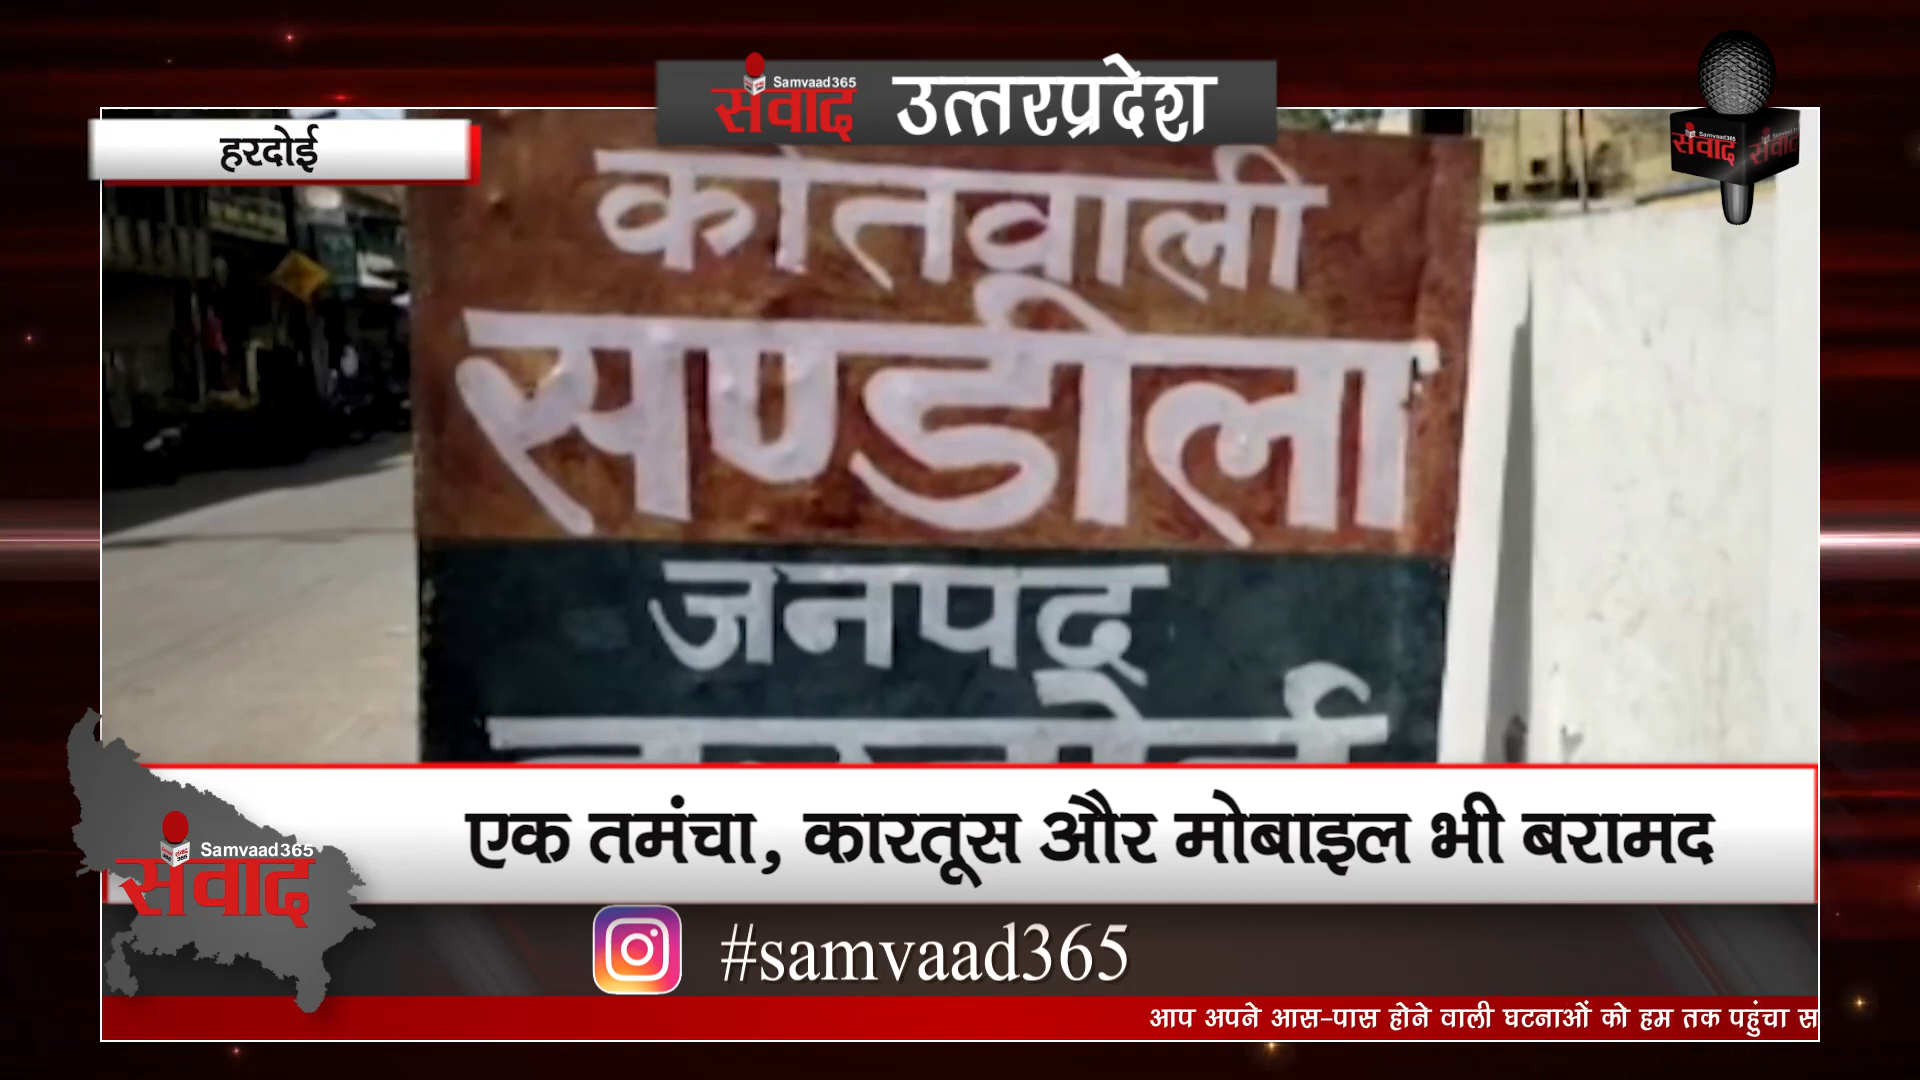 Samvaad365
संवाद उत्तरप्रदेश
हरदोई
Samvaad365
संवाद संवाद
कोतवाली
सण्डीला
जनपद
एक तमंचा, कारतूस और मोबाइल भी बरामद
Samvaad365
संवाद
#samvaad365
आप अपने आस-पास होने वाली घटनाओं को हम तक पहुंचा स